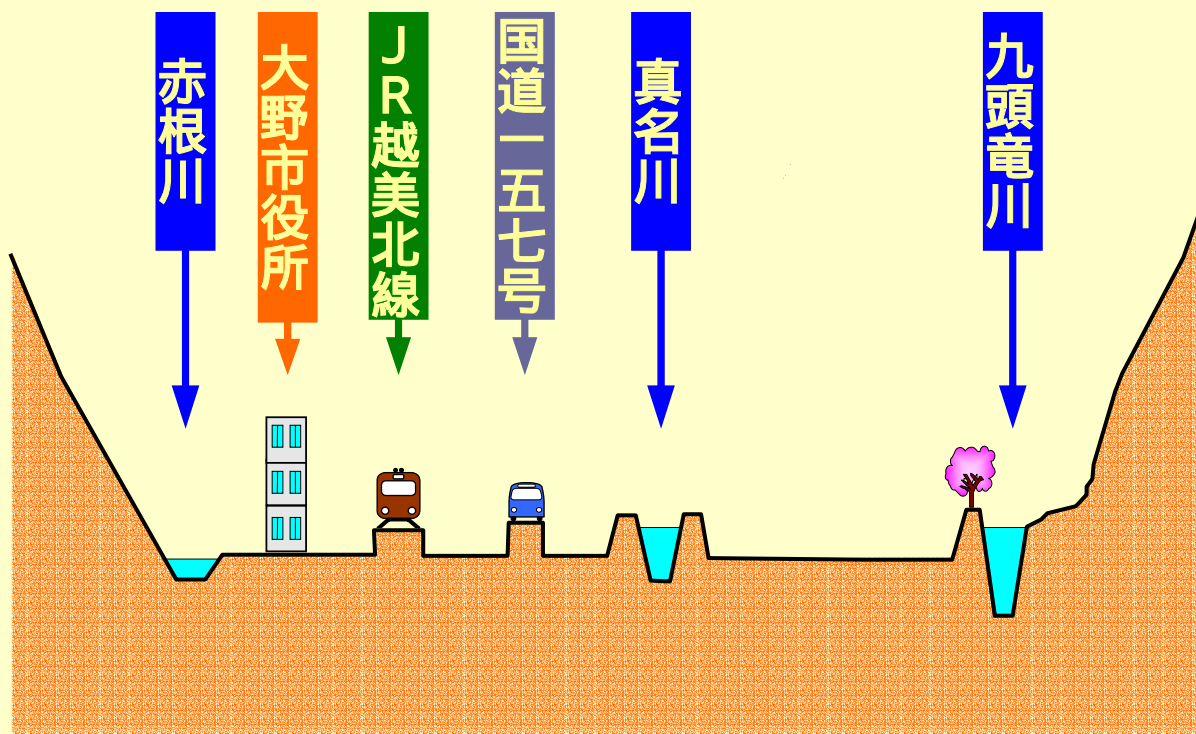 赤根川
大野市役所
ＪＲ越美北線
国道一五七号
真名川
九頭竜川